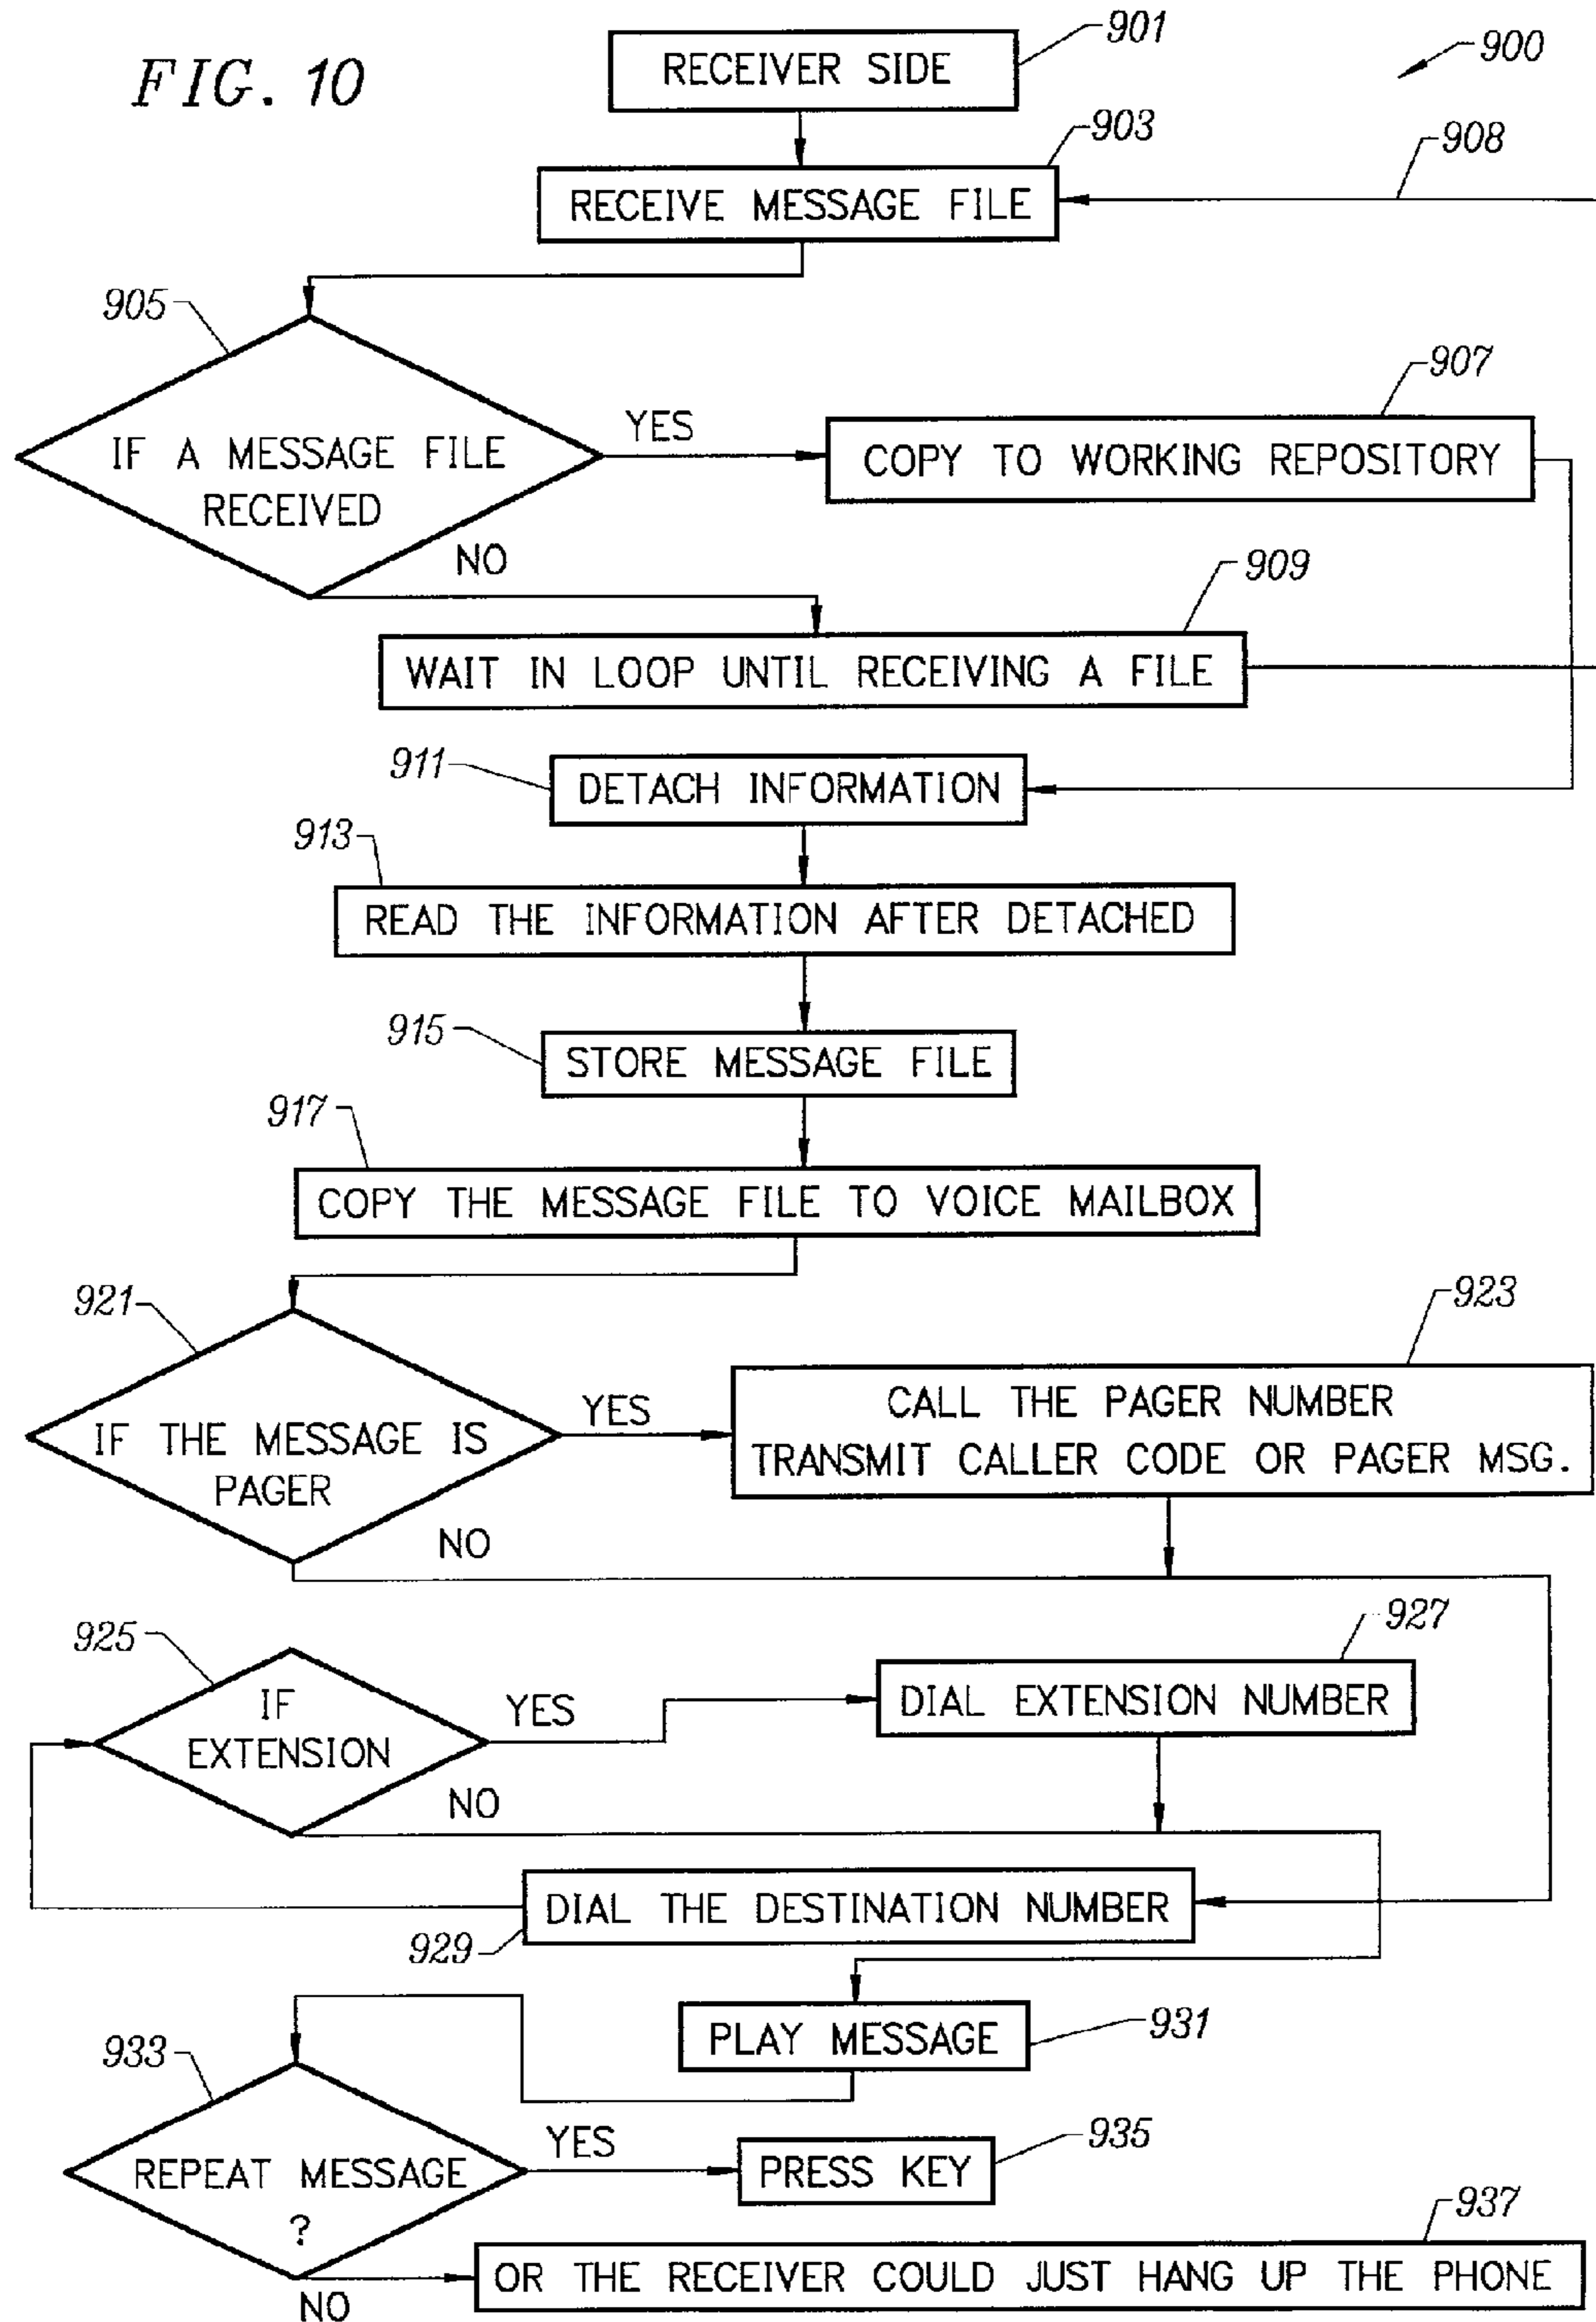 FIG. 10
901
RECEIVER SIDE
900
903
908
RECEIVE MESSAGE FILE
905
907
YES
IF A MESSAGE FILE
RECEIVED
COPY TO WORKING REPOSITORY
NO
909
WAIT IN LOOP UNTIL RECEIVING A FILE
911
DETACH INFORMATION
913
READ THE INFORMATION AFTER DETACHED
915
STORE MESSAGE FILE
917
COPY THE MESSAGE FILE TO VOICE MAILBOX
921
923
YES
IF THE MESSAGE IS
PAGER
CALL THE PAGER NUMBER
TRANSMIT CALLER CODE OR PAGER MSG.
NO
925
927
IF
EXTENSION
YES
DIAL EXTENSION NUMBER
NO
DIAL THE DESTINATION NUMBER
929
PLAY MESSAGE
931
933
YES
935
REPEAT MESSAGE
?
PRESS KEY
937
NO
OR THE RECEIVER COULD JUST HANG UP THE PHONE